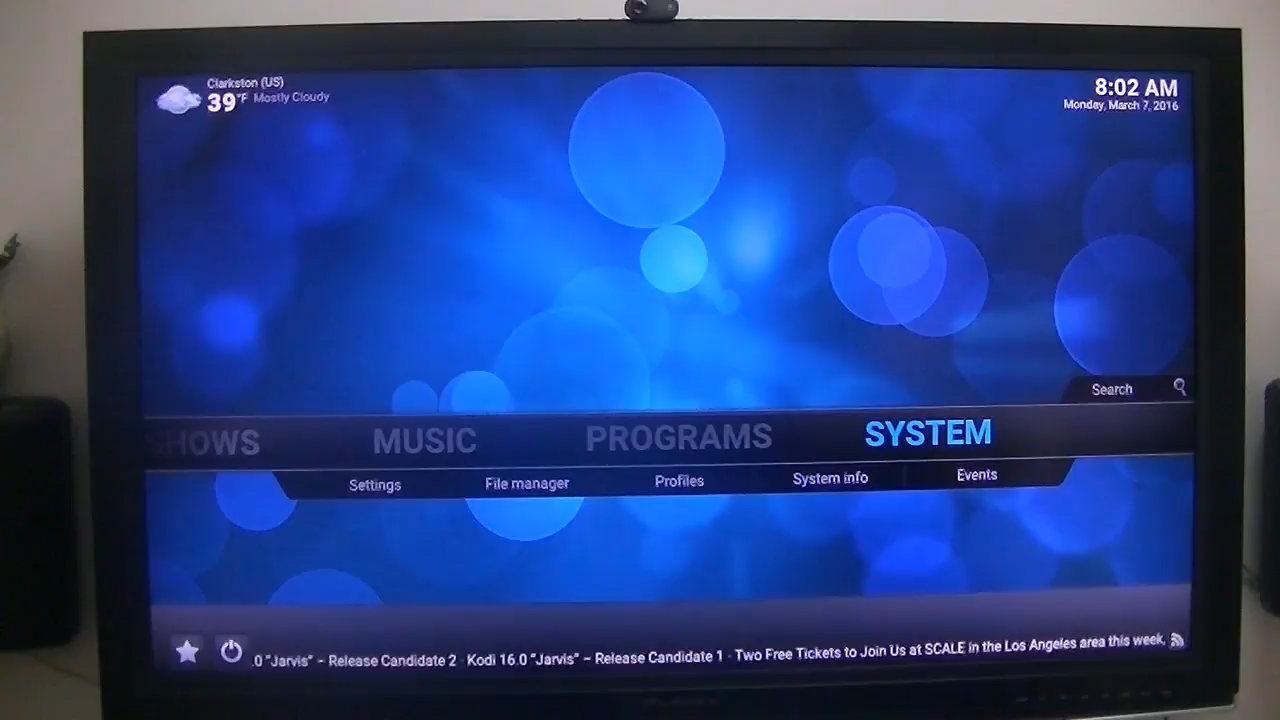 Clarkston (US)
39°F Mostly Cloudy
8:02 AM
Monday, March 7, 2016
Search
SHOWS MUSIC PROGRAMS SYSTEM
Settings File manager Profiles System info Events
.0 "Jarvis" – Release Candidate 2 · Kodi 16.0 "Jarvis" – Release Candidate 1 · Two Free Tickets to Join Us at SCALE in the Los Angeles area this week,